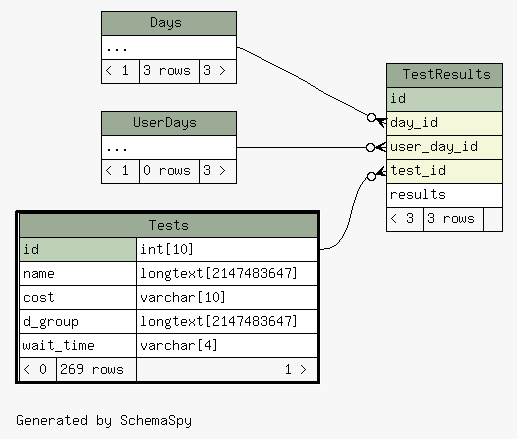 Days
...
< 1 3 rows 3 >
UserDays
...
< 1 0 rows 3 >
TestResults
id
day_id
user_day_id
test_id
results
< 3 3 rows
Tests
id int[10]
name longtext[2147483647]
cost varchar[10]
d_group longtext[2147483647]
wait_time varchar[4]
< 0 269 rows 1 >
Generated by SchemaSpy